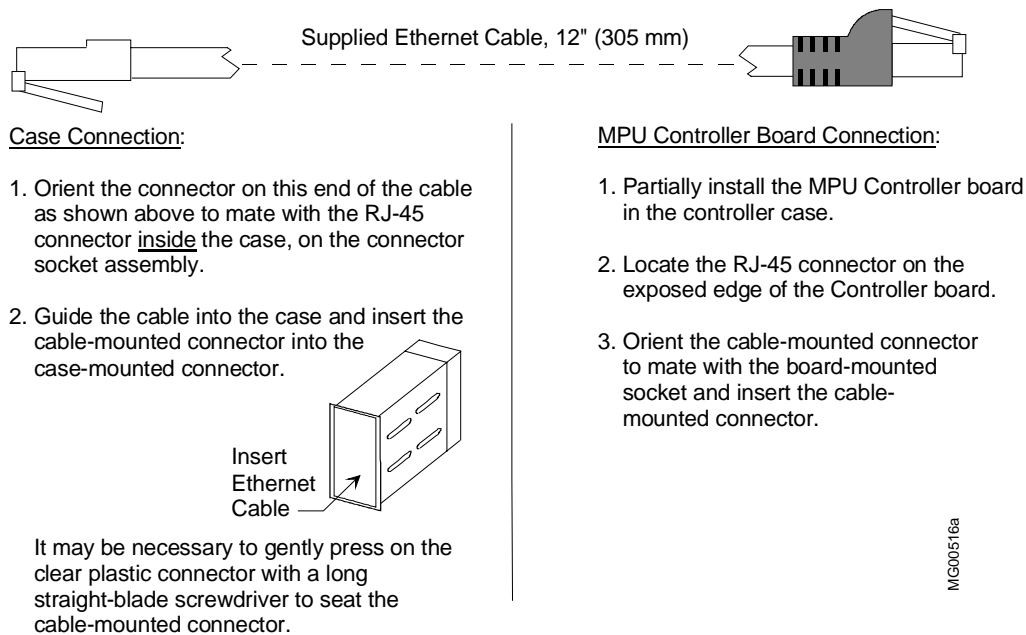 Supplied Ethernet Cable, 12" (305 mm)
Case Connection:
1. Orient the connector on this end of the cable
as shown above to mate with the RJ-45
connector inside the case, on the connector
socket assembly.
2. Guide the cable into the case and insert the
cable-mounted connector into the
case-mounted connector.
Insert
Ethernet
Cable
It may be necessary to gently press on the
clear plastic connector with a long
straight-blade screwdriver to seat the
cable-mounted connector.
MPU Controller Board Connection:
1. Partially install the MPU Controller board
in the controller case.
2. Locate the RJ-45 connector on the
exposed edge of the Controller board.
3. Orient the cable-mounted connector
to mate with the board-mounted
socket and insert the cable-
mounted connector.
MG00516a